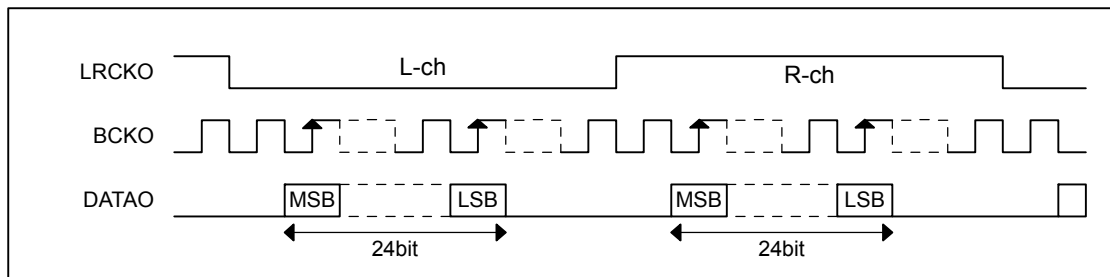 LRCKO L-ch R-ch
BCKO
DATAO MSB LSB MSB LSB
24bit 24bit